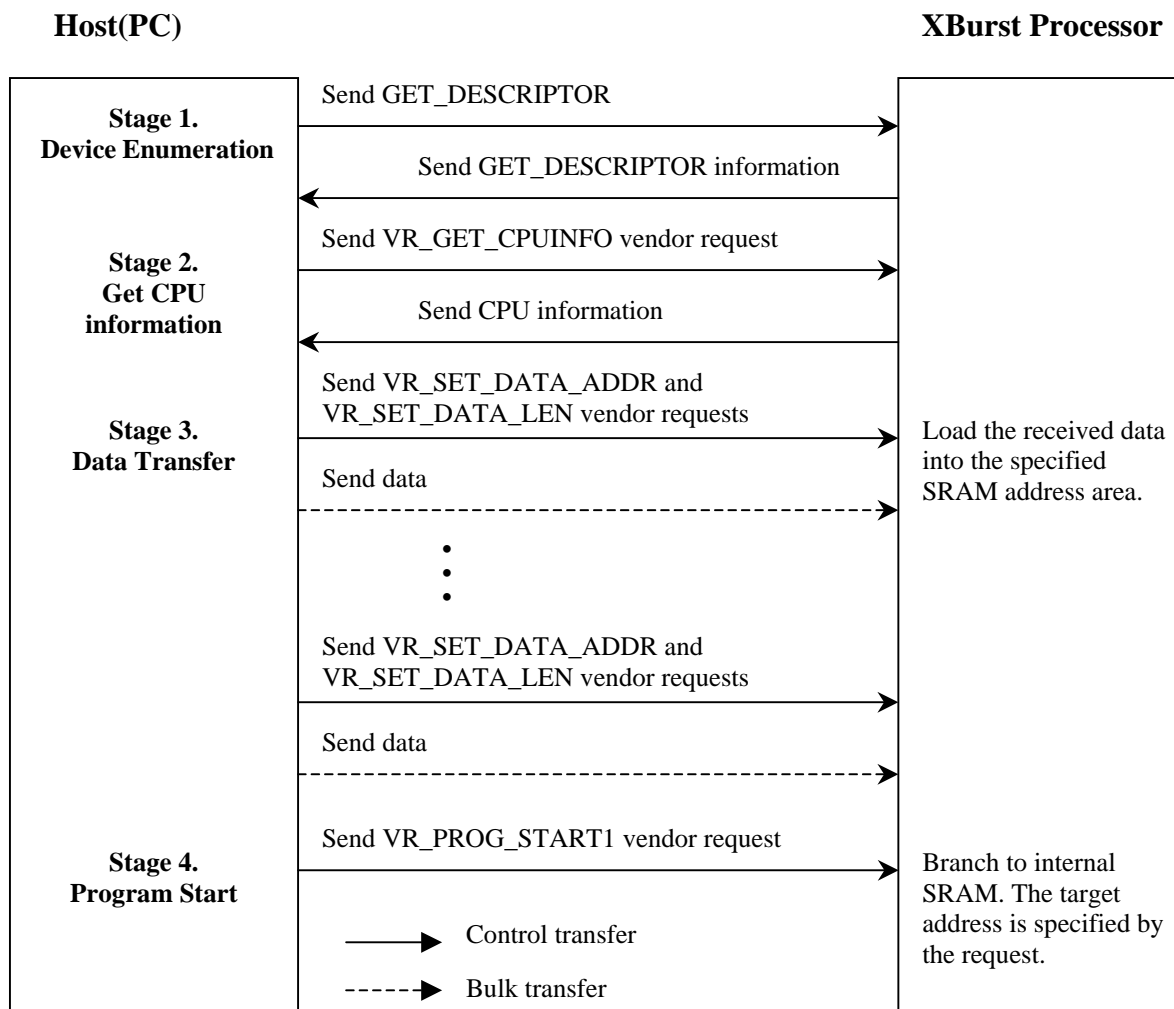 Host(PC)
XBurst Processor
Stage 1.
Device Enumeration
Send GET_DESCRIPTOR
Send GET_DESCRIPTOR information
Stage 2.
Get CPU
information
Send VR_GET_CPUINFO vendor request
Send CPU information
Stage 3.
Data Transfer
Send VR_SET_DATA_ADDR and
VR_SET_DATA_LEN vendor requests
Send data
Load the received data
into the specified
SRAM address area.
Send VR_SET_DATA_ADDR and
VR_SET_DATA_LEN vendor requests
Send data
Stage 4.
Program Start
Send VR_PROG_START1 vendor request
Branch to internal
SRAM. The target
address is specified by
the request.
Control transfer
Bulk transfer